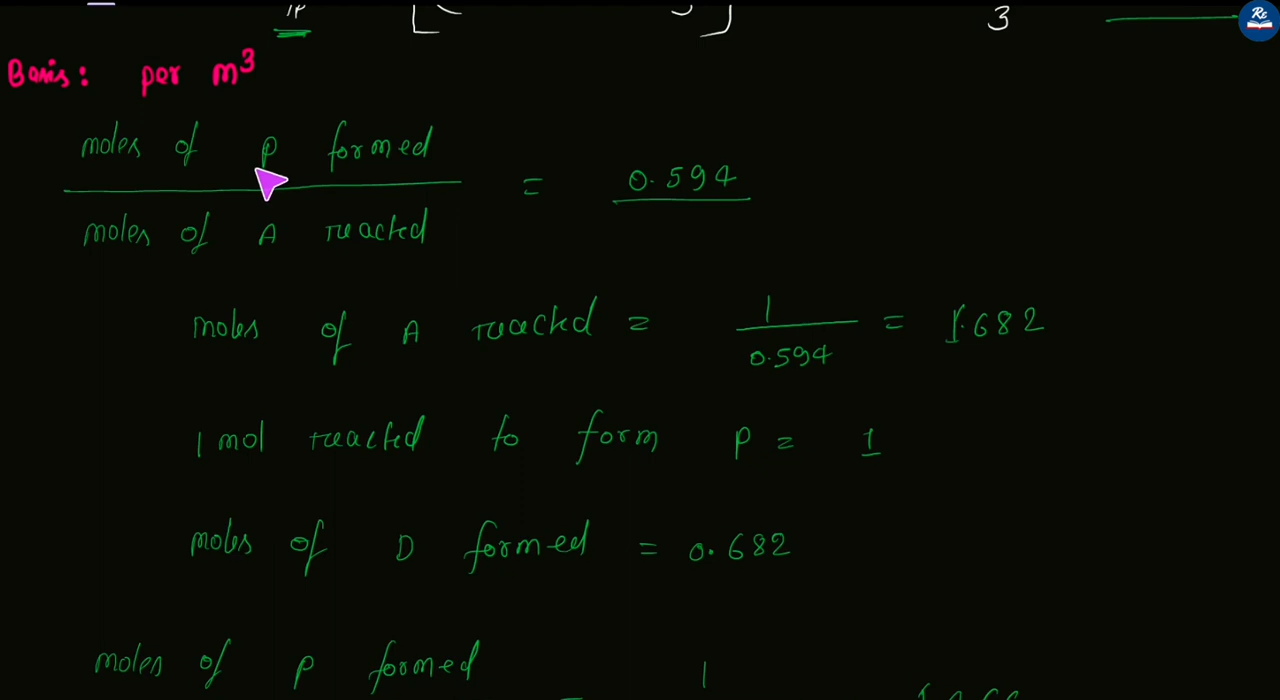 3
Basis: per m³
moles of P formed
= 0.594
moles of A reacted
moles of A reacted = 1 / 0.594 = 1.682
1 mol reacted to form P = 1
moles of D formed = 0.682
moles of P formed
1